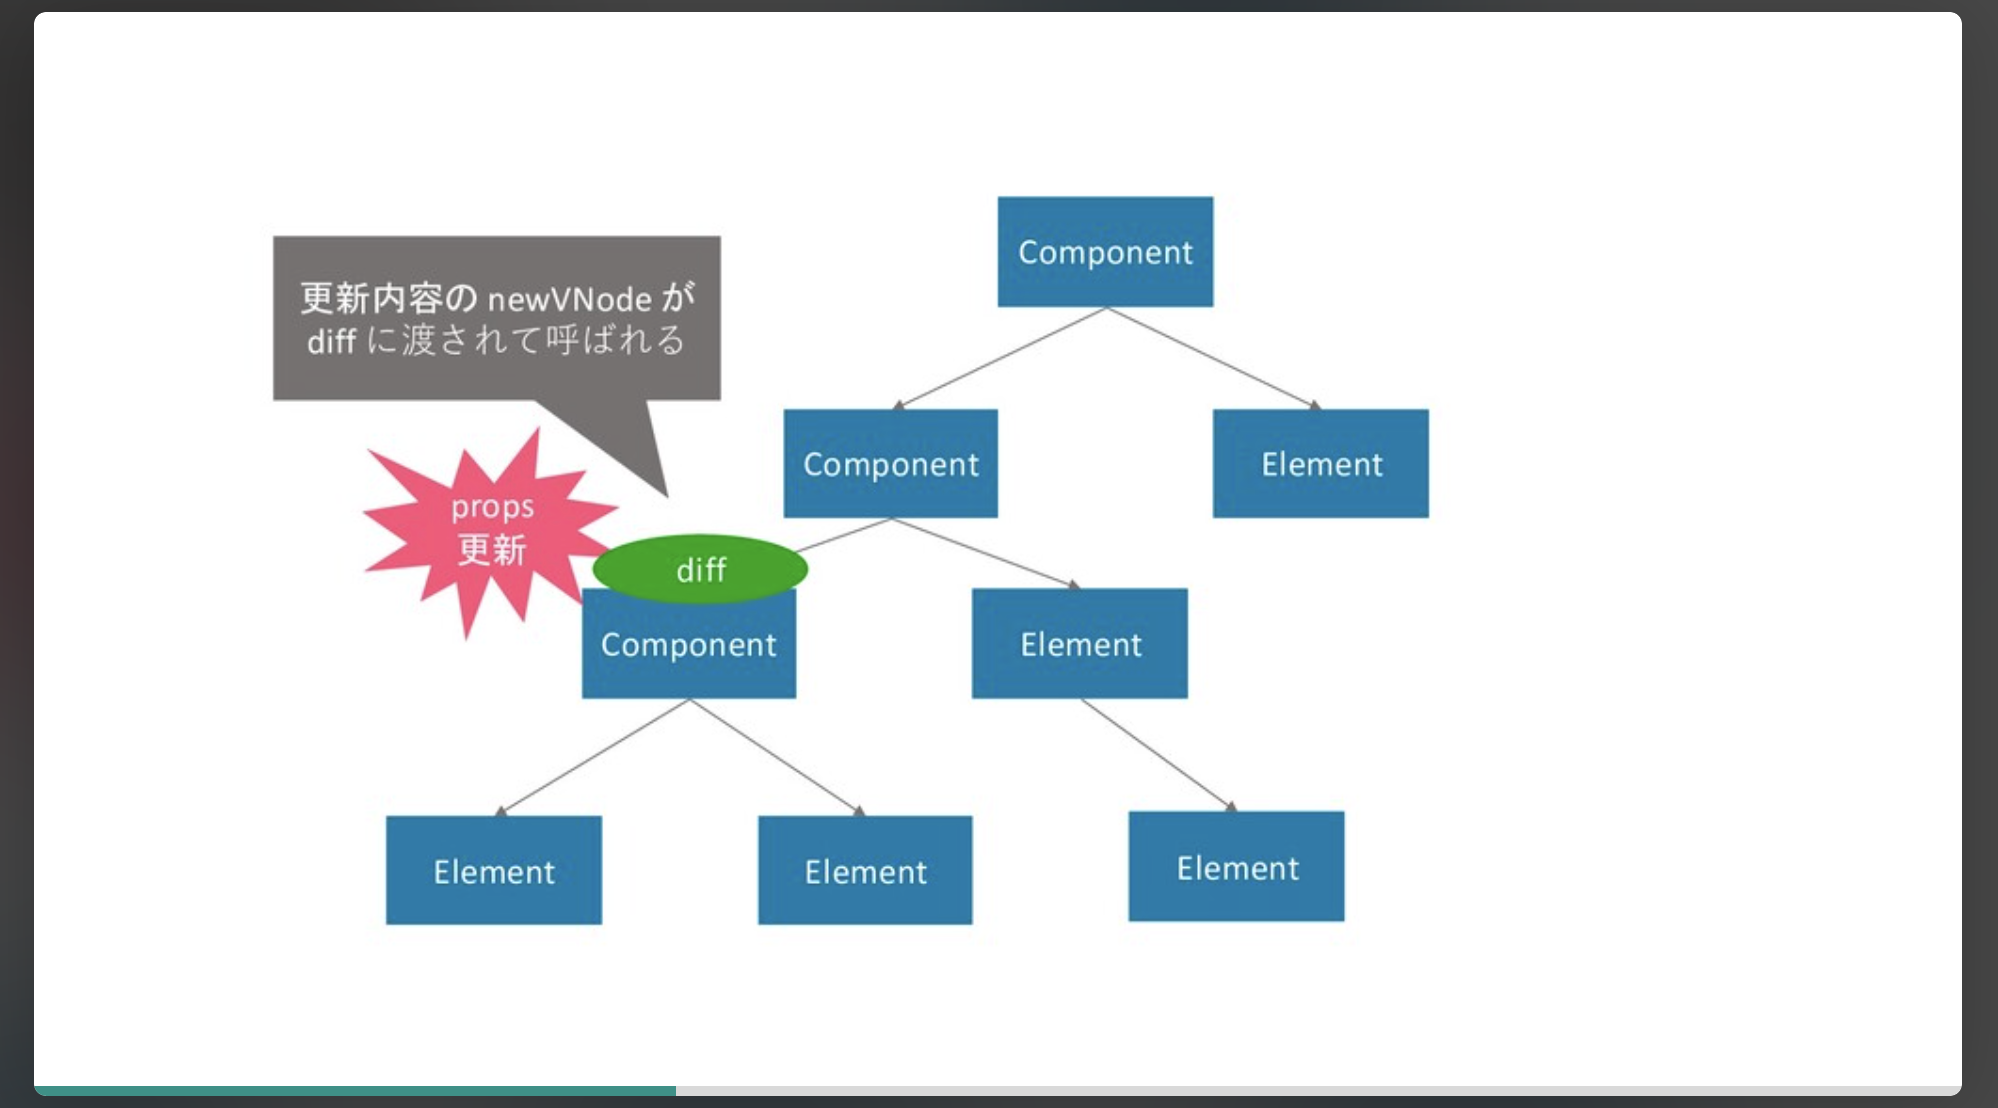 Component
更新内容の newVNode が
diff に渡されて呼ばれる
Component
Element
props
更新
diff
Component
Element
Element
Element
Element